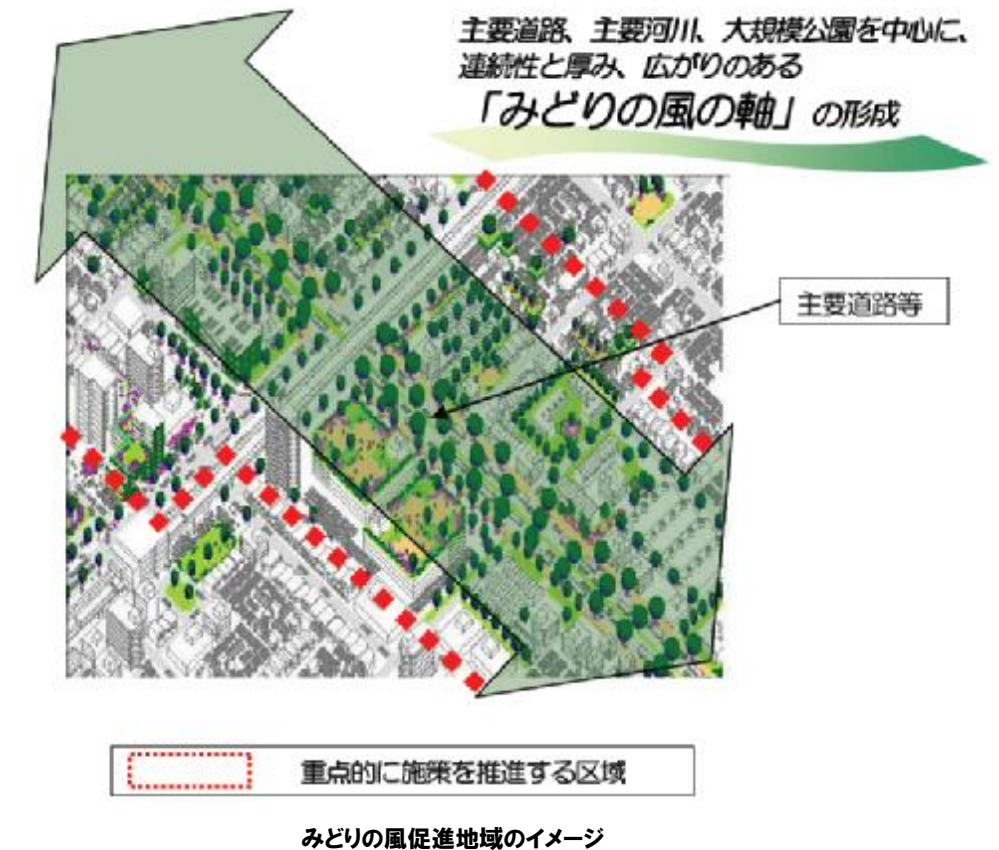 主要道路、主要河川、大規模公園を中心に、
連続性と厚み、広がりのある
「みどりの風の軸」の形成
主要道路等
重点的に施策を推進する区域
みどりの風促進地域のイメージ